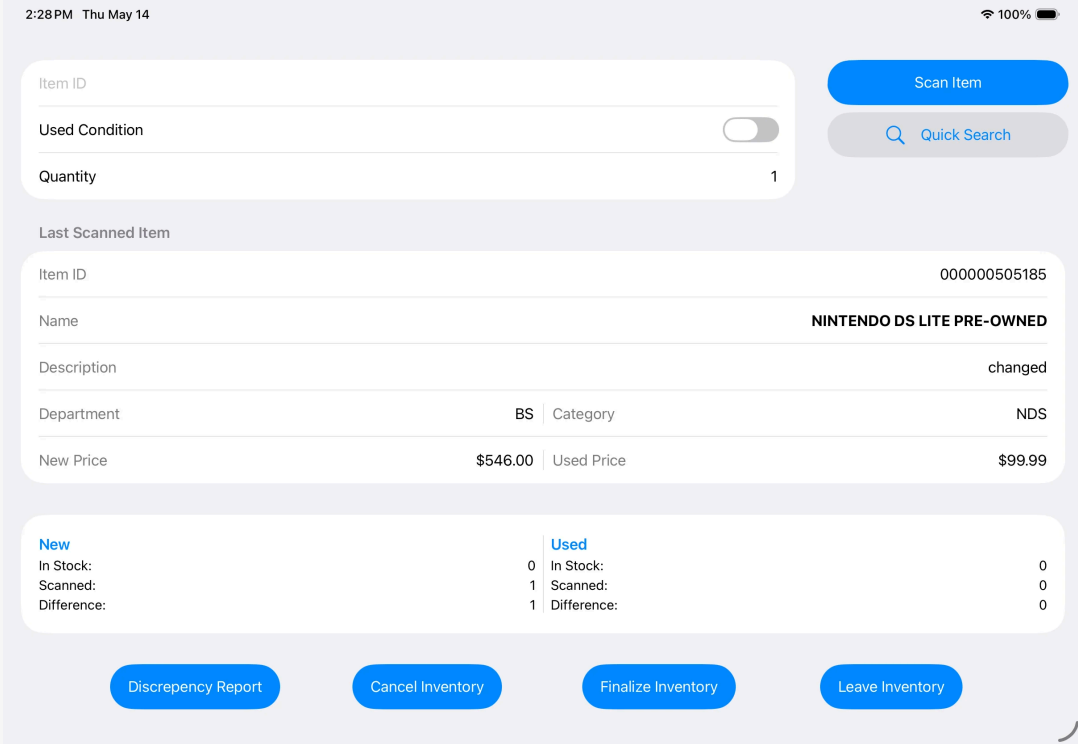 2:28 PM Thu May 14
100%
Item ID
Scan Item
Used Condition
Quick Search
Quantity 1
Last Scanned Item
Item ID 000000505185
Name NINTENDO DS LITE PRE-OWNED
Description changed
Department BS Category NDS
New Price $546.00 Used Price $99.99
New
In Stock: 0
Scanned: 1
Difference: 1
Used
In Stock: 0
Scanned: 0
Difference: 0
Discrepency Report Cancel Inventory Finalize Inventory Leave Inventory